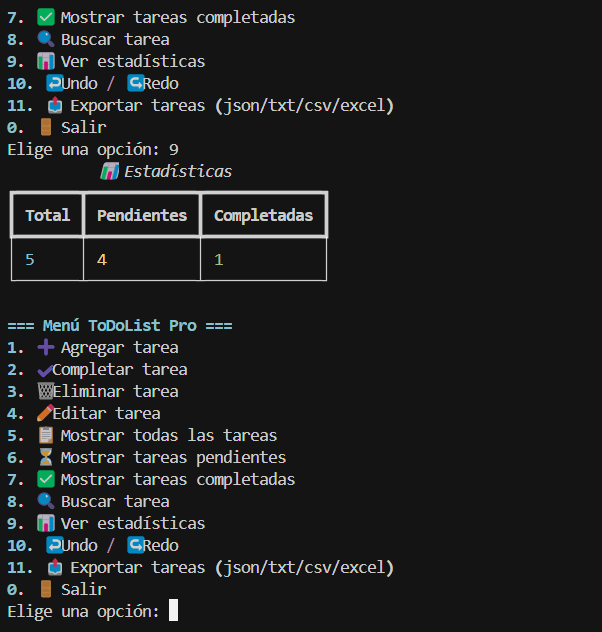 7. ✅ Mostrar tareas completadas
8. 🔍 Buscar tarea
9. 📊 Ver estadísticas
10. ↩️Undo / ↪️Redo
11. 📤 Exportar tareas (json/txt/csv/excel)
0. 🚪 Salir
Elige una opción: 9
📊 Estadísticas
Total Pendientes Completadas
5 4 1
=== Menú ToDoList Pro ===
1. ➕ Agregar tarea
2. ✔️Completar tarea
3. 🗑️Eliminar tarea
4. ✏️Editar tarea
5. 📋 Mostrar todas las tareas
6. ⏳ Mostrar tareas pendientes
7. ✅ Mostrar tareas completadas
8. 🔍 Buscar tarea
9. 📊 Ver estadísticas
10. ↩️Undo / ↪️Redo
11. 📤 Exportar tareas (json/txt/csv/excel)
0. 🚪 Salir
Elige una opción: